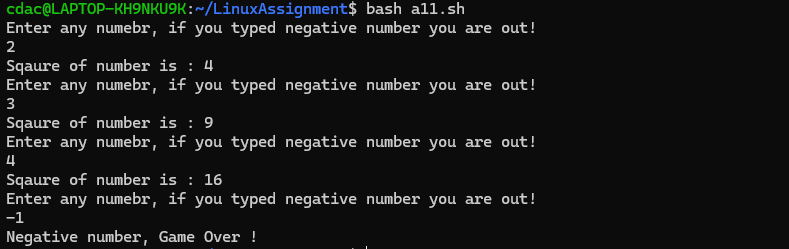 cdac@LAPTOP-KH9NKU9K:~/LinuxAssignment$ bash a11.sh
Enter any numebr, if you typed negative number you are out!
2
Sqaure of number is : 4
Enter any numebr, if you typed negative number you are out!
3
Sqaure of number is : 9
Enter any numebr, if you typed negative number you are out!
4
Sqaure of number is : 16
Enter any numebr, if you typed negative number you are out!
-1
Negative number, Game Over !